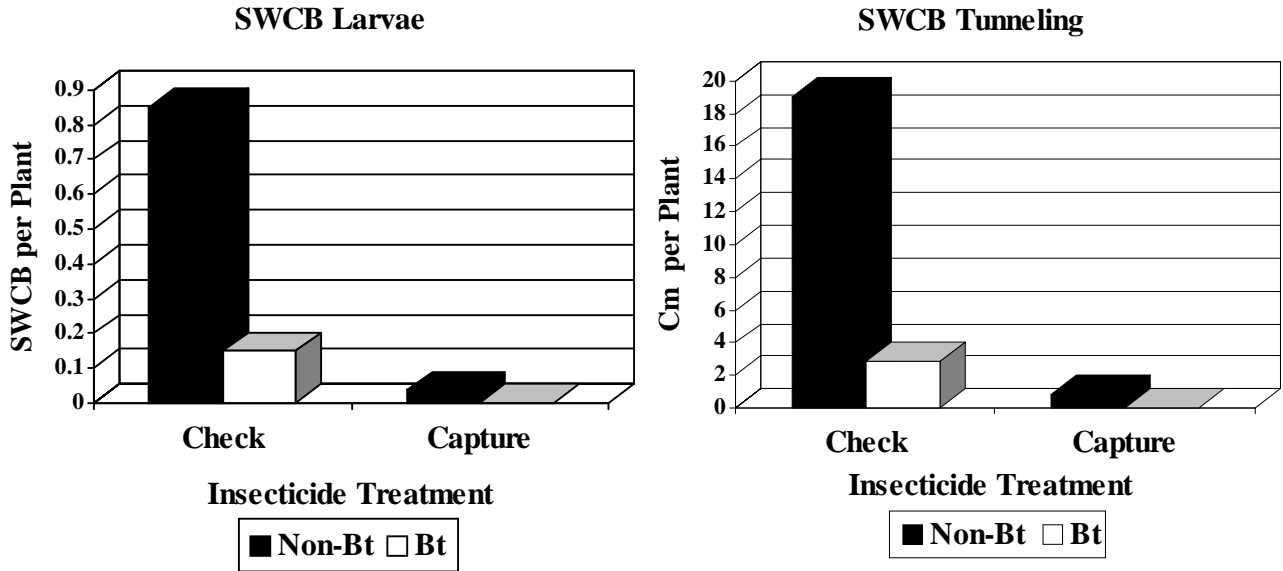 SWCB Larvae
SWCB per Plant
0.9
0.8
0.7
0.6
0.5
0.4
0.3
0.2
0.1
0
Check Capture
Insecticide Treatment
Non-Bt Bt
SWCB Tunneling
Cm per Plant
20
18
16
14
12
10
8
6
4
2
0
Check Capture
Insecticide Treatment
Non-Bt Bt